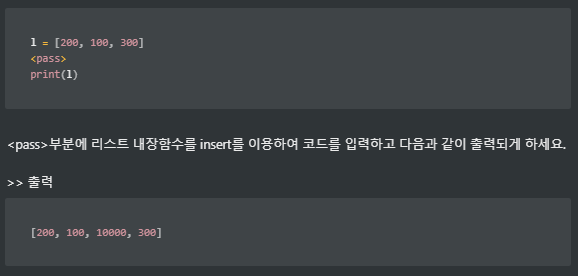 l = [200, 100, 300]
<pass>
print(l)
<pass>부분에 리스트 내장함수를 insert를 이용하여 코드를 입력하고 다음과 같이 출력되게 하세요.
>> 출력
[200, 100, 10000, 300]